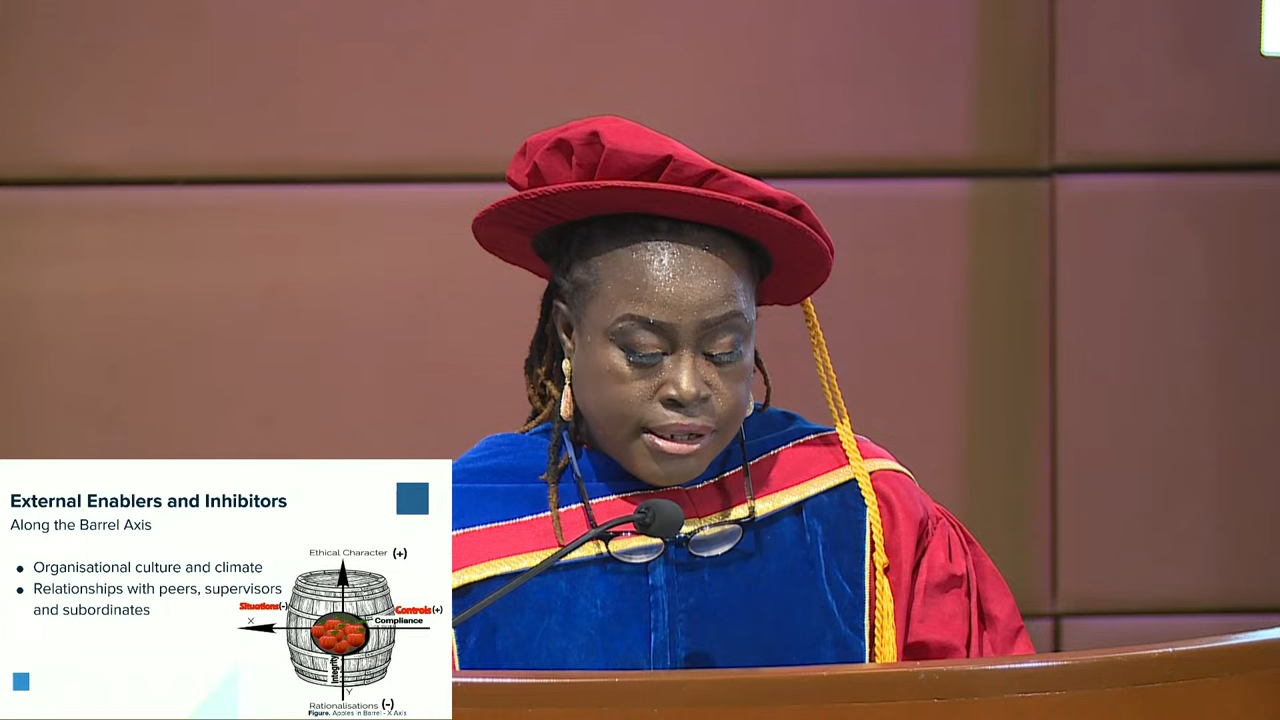 External Enablers and Inhibitors
Along the Barrel Axis
Ethical Character (+)
● Organisational culture and climate
● Relationships with peers, supervisors
and subordinates
Situations(-)
Controls(+)
X
Compliance
Integrity
Y
Rationalisations (-)
Figure. Apples in Barrel - X Axis